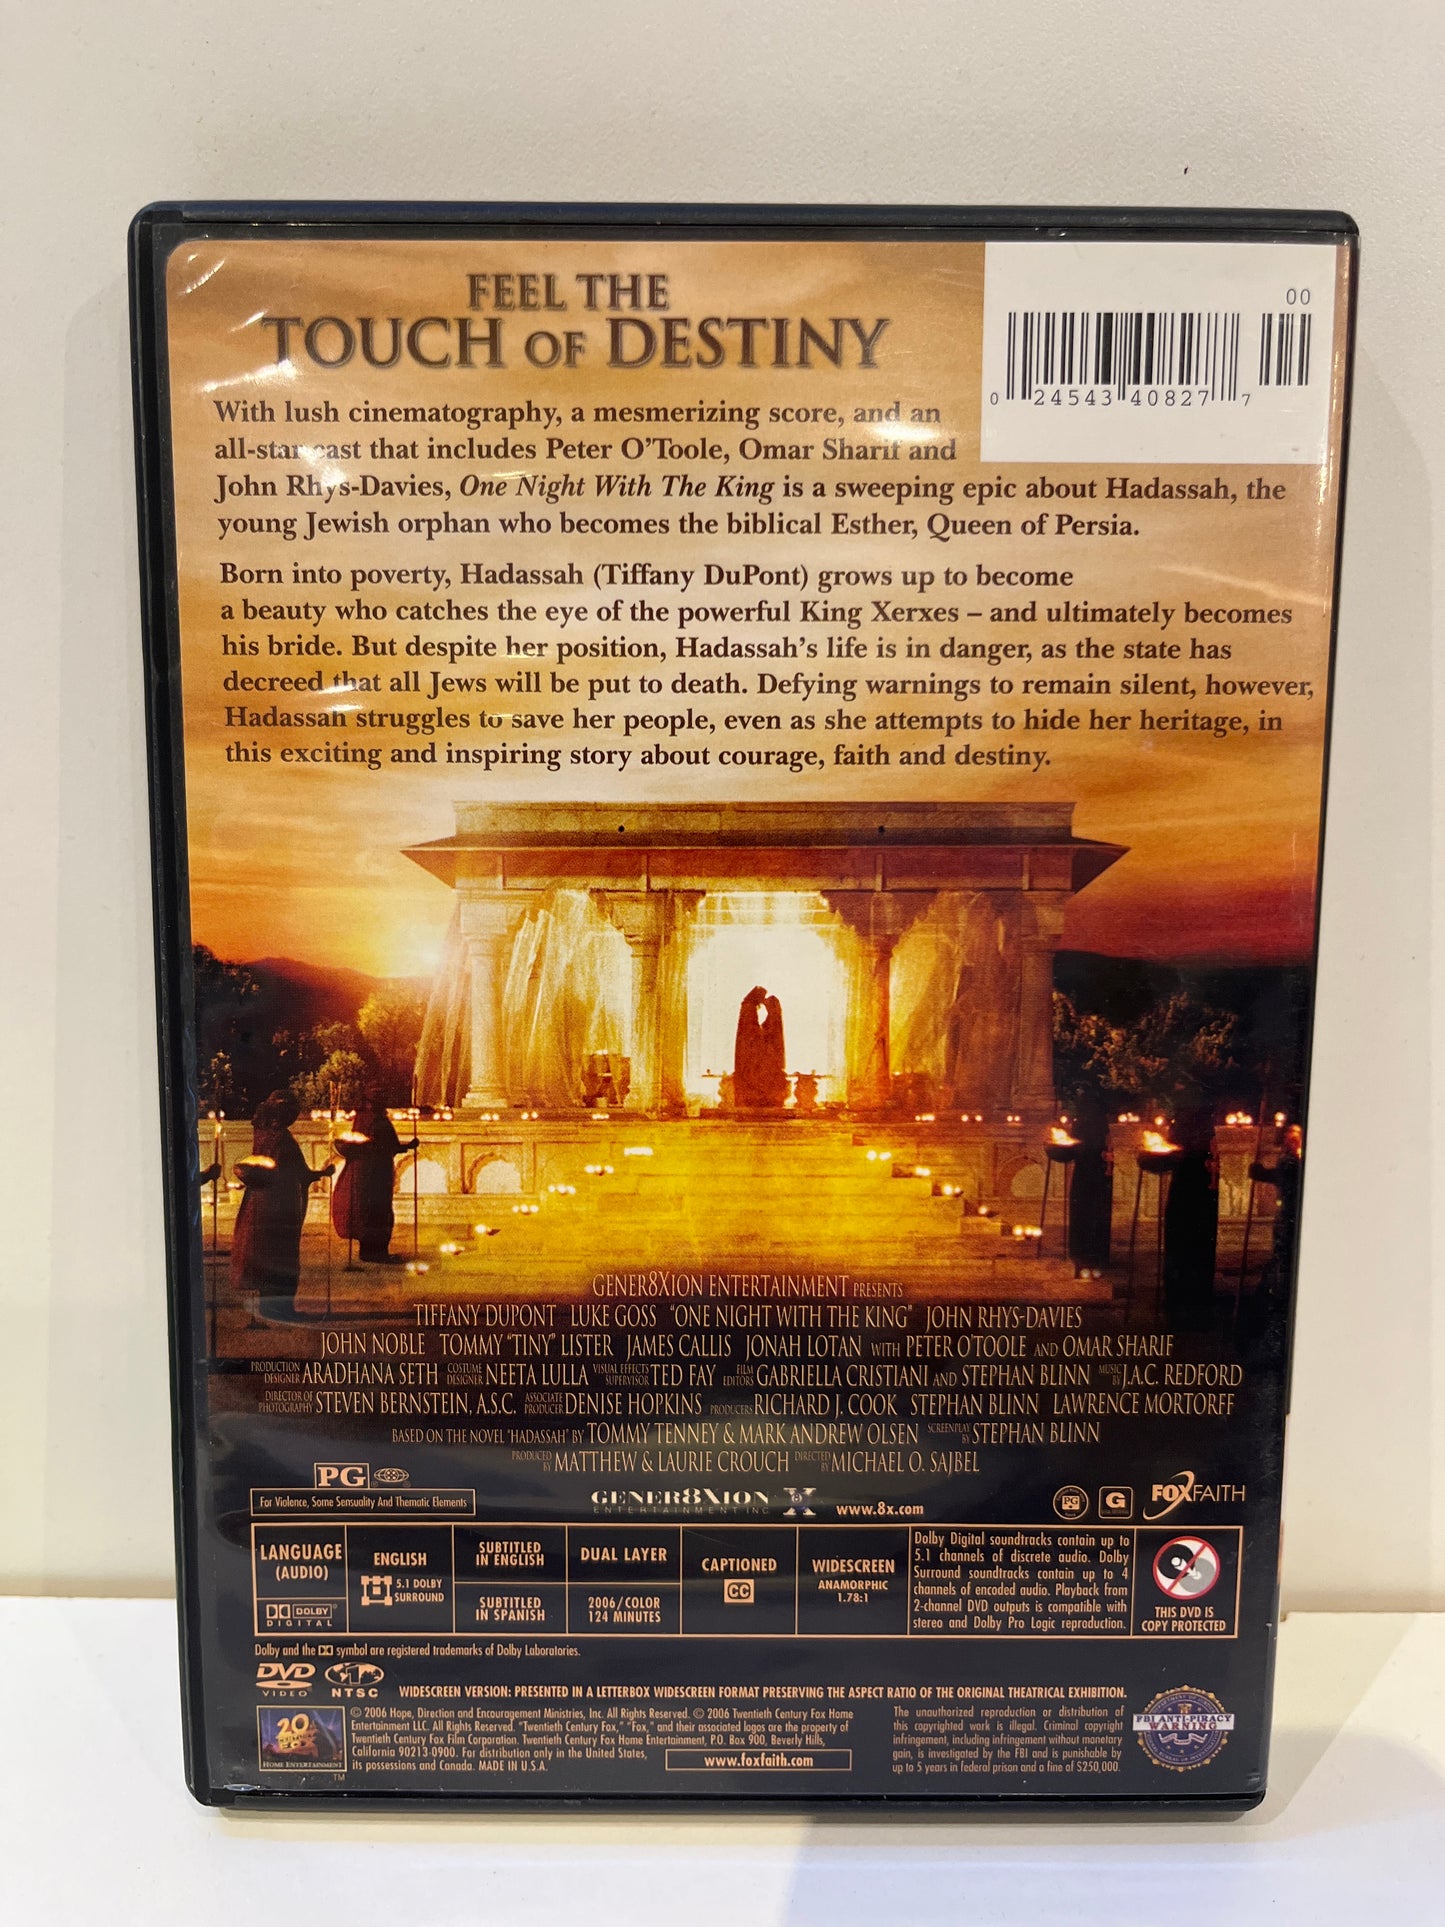 FEEL THE
TOUCH OF DESTINY
00
0 24543 40827 7
With lush cinematography, a mesmerizing score, and an
all-star cast that includes Peter O'Toole, Omar Sharif and
John Rhys-Davies, One Night With The King is a sweeping epic about Hadassah, the
young Jewish orphan who becomes the biblical Esther, Queen of Persia.
Born into poverty, Hadassah (Tiffany DuPont) grows up to become
a beauty who catches the eye of the powerful King Xerxes – and ultimately becomes
his bride. But despite her position, Hadassah's life is in danger, as the state has
decreed that all Jews will be put to death. Defying warnings to remain silent, however,
Hadassah struggles to save her people, even as she attempts to hide her heritage, in
this exciting and inspiring story about courage, faith and destiny.
GENER8XION ENTERTAINMENT PRESENTS
TIFFANY DUPONT LUKE GOSS "ONE NIGHT WITH THE KING" JOHN RHYS-DAVIES
JOHN NOBLE TOMMY "TINY" LISTER JAMES CALLIS JONAH LOTAN WITH PETER O'TOOLE AND OMAR SHARIF
PRODUCTION DESIGNER ARADHANA SETH COSTUME DESIGNER NEETA LULLA VISUAL EFFECTS SUPERVISOR TED FAY FILM EDITORS GABRIELLA CRISTIANI AND STEPHAN BLINN MUSIC BY J.A.C. REDFORD
DIRECTOR OF PHOTOGRAPHY STEVEN BERNSTEIN, A.S.C. ASSOCIATE PRODUCER DENISE HOPKINS PRODUCERS RICHARD J. COOK STEPHAN BLINN LAWRENCE MORTORFF
BASED ON THE NOVEL "HADASSAH" BY TOMMY TENNEY & MARK ANDREW OLSEN SCREENPLAY BY STEPHAN BLINN
PRODUCED BY MATTHEW & LAURIE CROUCH DIRECTED BY MICHAEL O. SAJBEL
PG
For Violence, Some Sensuality And Thematic Elements
GENER8XION
ENTERTAINMENT INC
8
www.8x.com
PG
G
FOXFAITH
LANGUAGE
(AUDIO)
DOLBY
DIGITAL
ENGLISH
5.1 DOLBY
SURROUND
SUBTITLED
IN ENGLISH
SUBTITLED
IN SPANISH
DUAL LAYER
2006/COLOR
124 MINUTES
CAPTIONED
CC
WIDESCREEN
ANAMORPHIC
1.78:1
Dolby Digital soundtracks contain up to
5.1 channels of discrete audio. Dolby
Surround soundtracks contain up to 4
channels of encoded audio. Playback from
2-channel DVD outputs is compatible with
stereo and Dolby Pro Logic reproduction.
THIS DVD IS
COPY PROTECTED
Dolby and the symbol are registered trademarks of Dolby Laboratories.
DVD
VIDEO
NTSC
WIDESCREEN VERSION: PRESENTED IN A LETTERBOX WIDESCREEN FORMAT PRESERVING THE ASPECT RATIO OF THE ORIGINAL THEATRICAL EXHIBITION.
20
HOME ENTERTAINMENT
TM
© 2006 Hope, Direction and Encouragement Ministries, Inc. All Rights Reserved. © 2006 Twentieth Century Fox Home
Entertainment LLC. All Rights Reserved. "Twentieth Century Fox," "Fox," and their associated logos are the property of
Twentieth Century Fox Film Corporation. Twentieth Century Fox Home Entertainment, P.O. Box 900, Beverly Hills,
California 90213-0900. For distribution only in the United States,
its possessions and Canada. MADE IN U.S.A.
www.foxfaith.com
The unauthorized reproduction or distribution of
this copyrighted work is illegal. Criminal copyright
infringement, including infringement without monetary
gain, is investigated by the FBI and is punishable by
up to 5 years in federal prison and a fine of $250,000.
FBI ANTI-PIRACY
WARNING